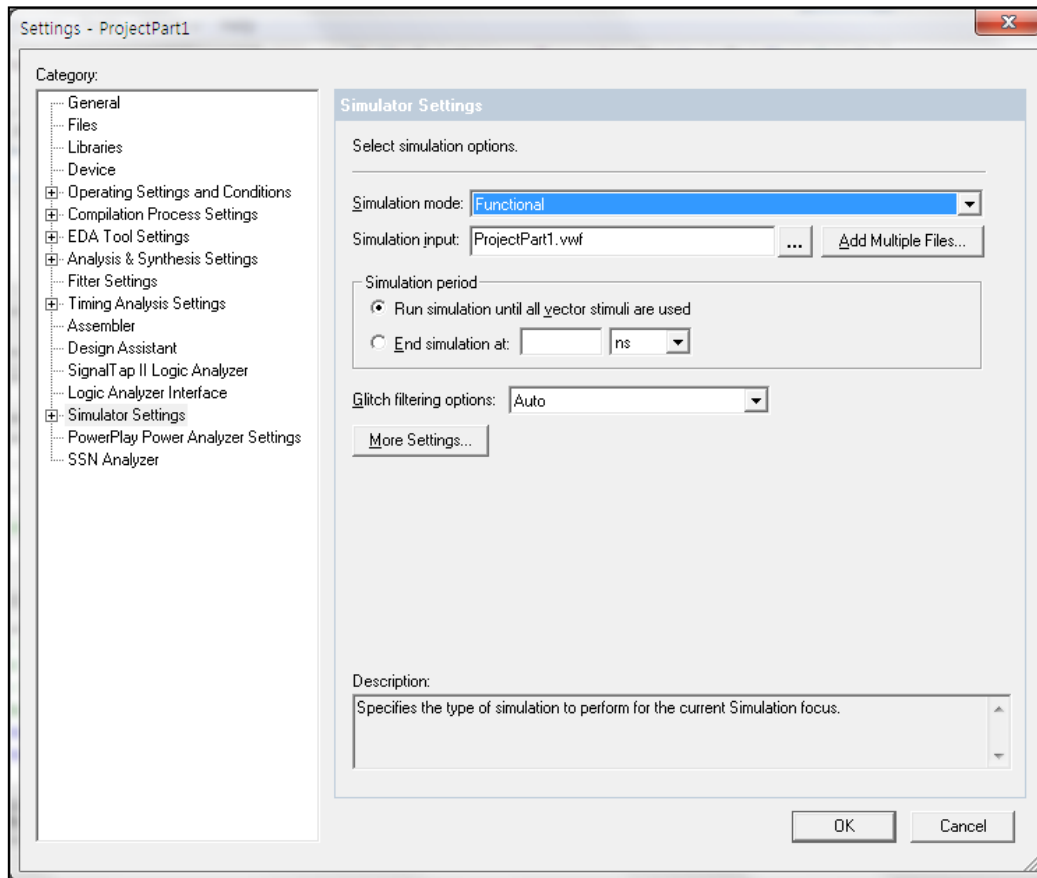 Settings - ProjectPart1
Category:
General
Files
Libraries
Device
Operating Settings and Conditions
Compilation Process Settings
EDA Tool Settings
Analysis & Synthesis Settings
Fitter Settings
Timing Analysis Settings
Assembler
Design Assistant
SignalTap II Logic Analyzer
Logic Analyzer Interface
Simulator Settings
PowerPlay Power Analyzer Settings
SSN Analyzer
Simulator Settings
Select simulation options.
Simulation mode: Functional
Simulation input: ProjectPart1.vwf ... Add Multiple Files...
Simulation period
Run simulation until all vector stimuli are used
End simulation at: ns
Glitch filtering options: Auto
More Settings...
Description:
Specifies the type of simulation to perform for the current Simulation focus.
OK Cancel